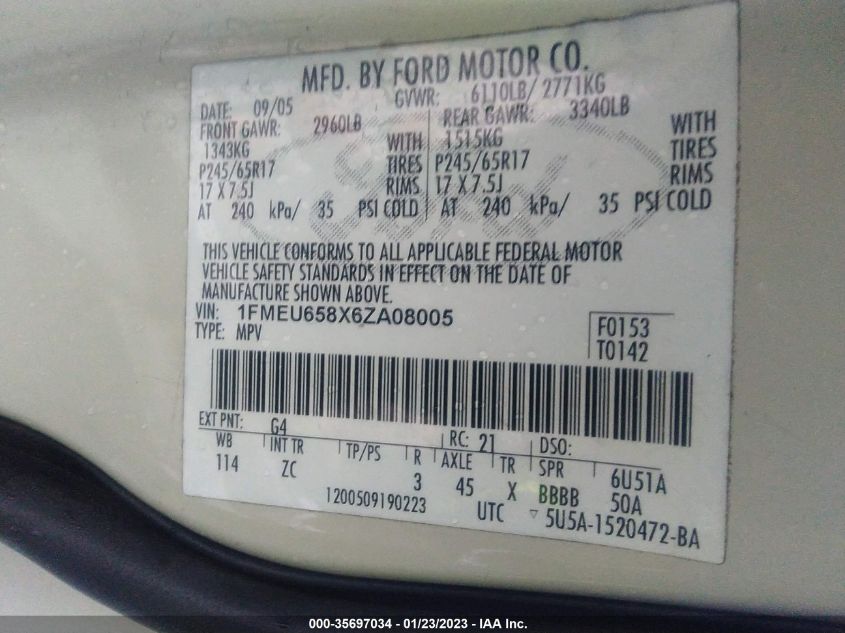 MFD. BY FORD MOTOR CO.
DATE: 09/05 GVWR: 6110LB/ 2771KG
FRONT GAWR: 2960LB REAR GAWR: 3340LB
1343KG WITH 1515KG WITH
P245/65R17 TIRES P245/65R17 TIRES
17 X 7.5J RIMS 17 X 7.5J RIMS
AT 240 kPa/ 35 PSI COLD AT 240 kPa/ 35 PSI COLD
THIS VEHICLE CONFORMS TO ALL APPLICABLE FEDERAL MOTOR
VEHICLE SAFETY STANDARDS IN EFFECT ON THE DATE OF
MANUFACTURE SHOWN ABOVE.
VIN: 1FMEU658X6ZA08005
TYPE: MPV
F0153
T0142
EXT PNT: G4 RC: 21 DSO:
WB INT TR TP/PS R AXLE TR SPR 6U51A
114 ZC 3 45 X BBBB 50A
1200509190223 UTC ▽ 5U5A-1520472-BA
000-35697034 - 01/23/2023 - IAA Inc.